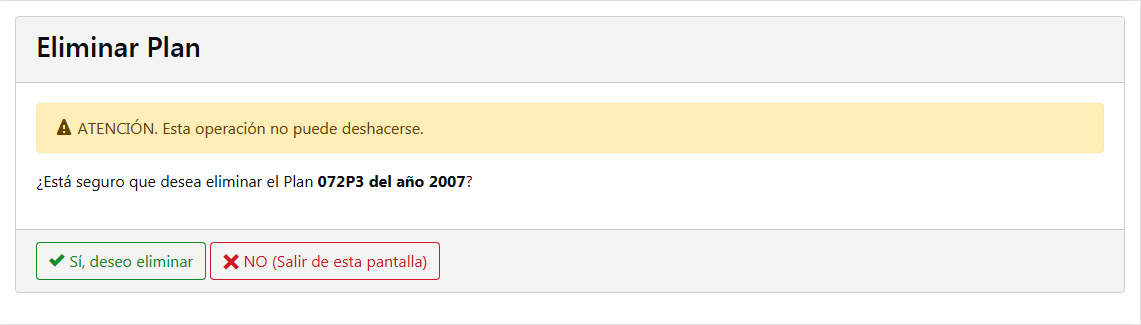 Eliminar Plan
ATENCIÓN. Esta operación no puede deshacerse.
¿Está seguro que desea eliminar el Plan 072P3 del año 2007?
Sí, deseo eliminar NO (Salir de esta pantalla)